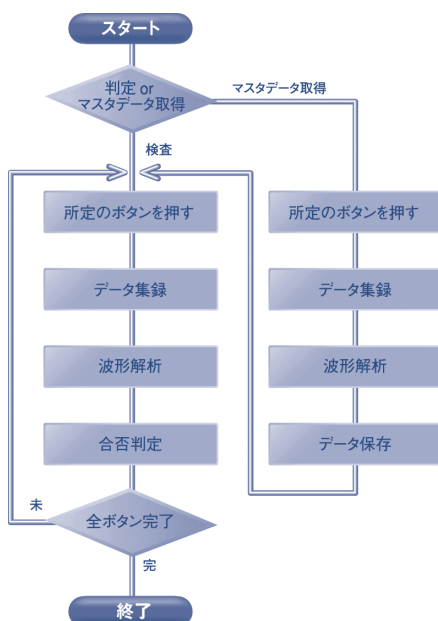 スタート
判定 or
マスタデータ取得
マスタデータ取得
検査
所定のボタンを押す
データ集録
波形解析
合否判定
全ボタン完了
未
完
終了
所定のボタンを押す
データ集録
波形解析
データ保存